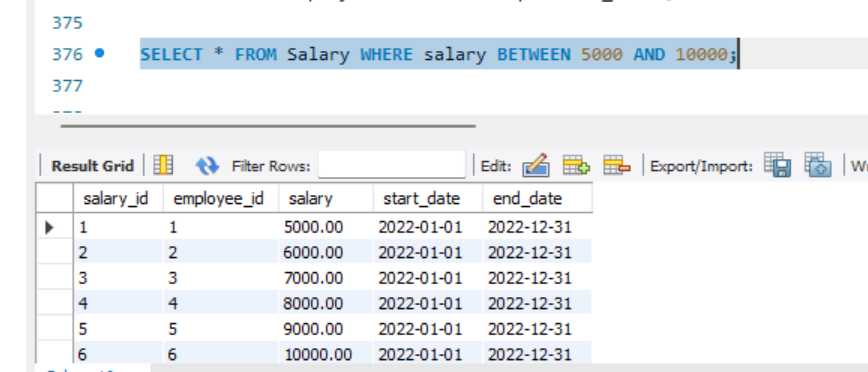 375
376 SELECT * FROM Salary WHERE salary BETWEEN 5000 AND 10000;
377
Result Grid Filter Rows: Edit: Export/Import:
salary_id employee_id salary start_date end_date
1 1 5000.00 2022-01-01 2022-12-31
2 2 6000.00 2022-01-01 2022-12-31
3 3 7000.00 2022-01-01 2022-12-31
4 4 8000.00 2022-01-01 2022-12-31
5 5 9000.00 2022-01-01 2022-12-31
6 6 10000.00 2022-01-01 2022-12-31